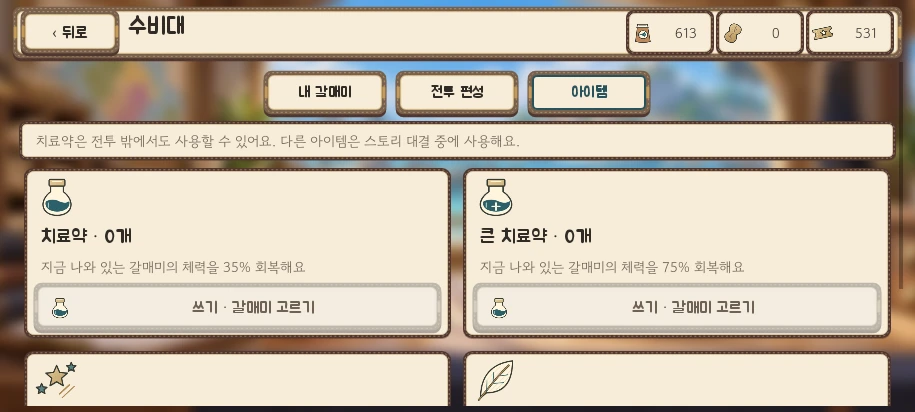 ‹ 뒤로
수비대
613
0
531
내 갈매미
전투 편성
아이템
치료약은 전투 밖에서도 사용할 수 있어요. 다른 아이템은 스토리 대결 중에 사용해요.
치료약 · 0개
지금 나와 있는 갈매미의 체력을 35% 회복해요
쓰기 · 갈매미 고르기
큰 치료약 · 0개
지금 나와 있는 갈매미의 체력을 75% 회복해요
쓰기 · 갈매미 고르기